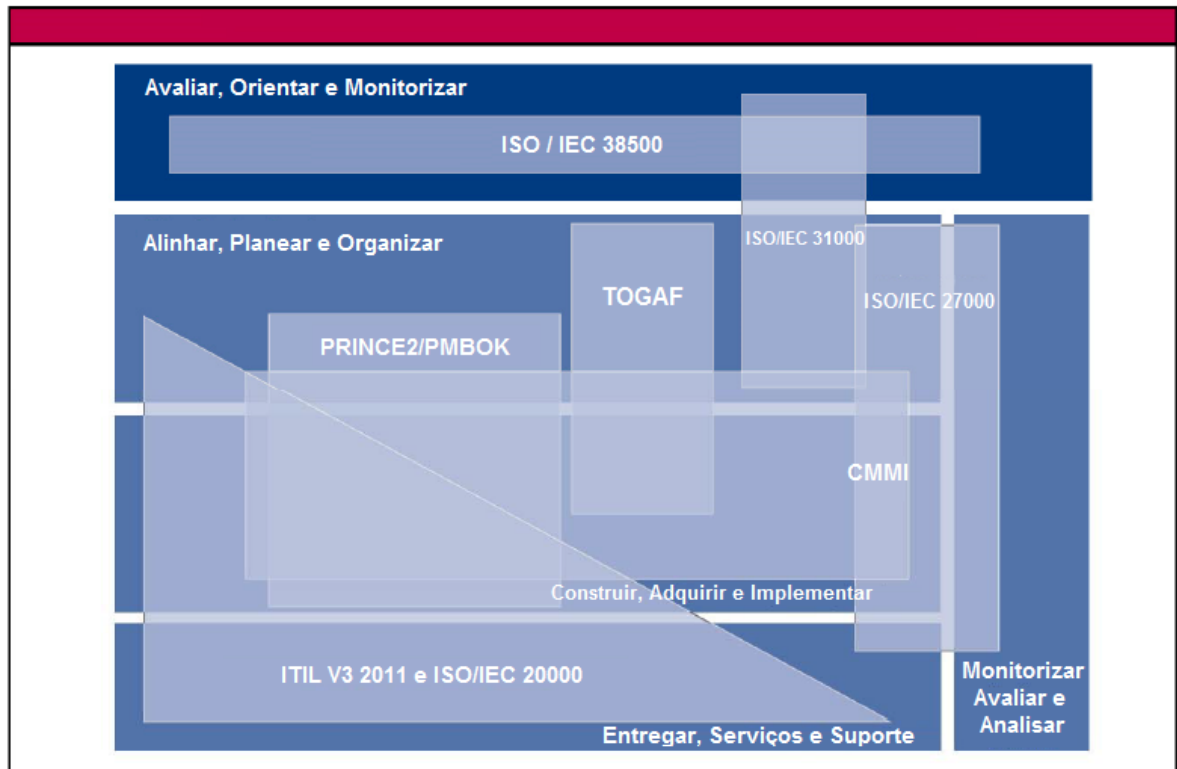 Avaliar, Orientar e Monitorizar
ISO / IEC 38500
Alinhar, Planear e Organizar
ISO/IEC 31000
TOGAF
ISO/IEC 27000
PRINCE2/PMBOK
CMMI
Construir, Adquirir e Implementar
ITIL V3 2011 e ISO/IEC 20000
Monitorizar
Avaliar e
Analisar
Entregar, Serviços e Suporte